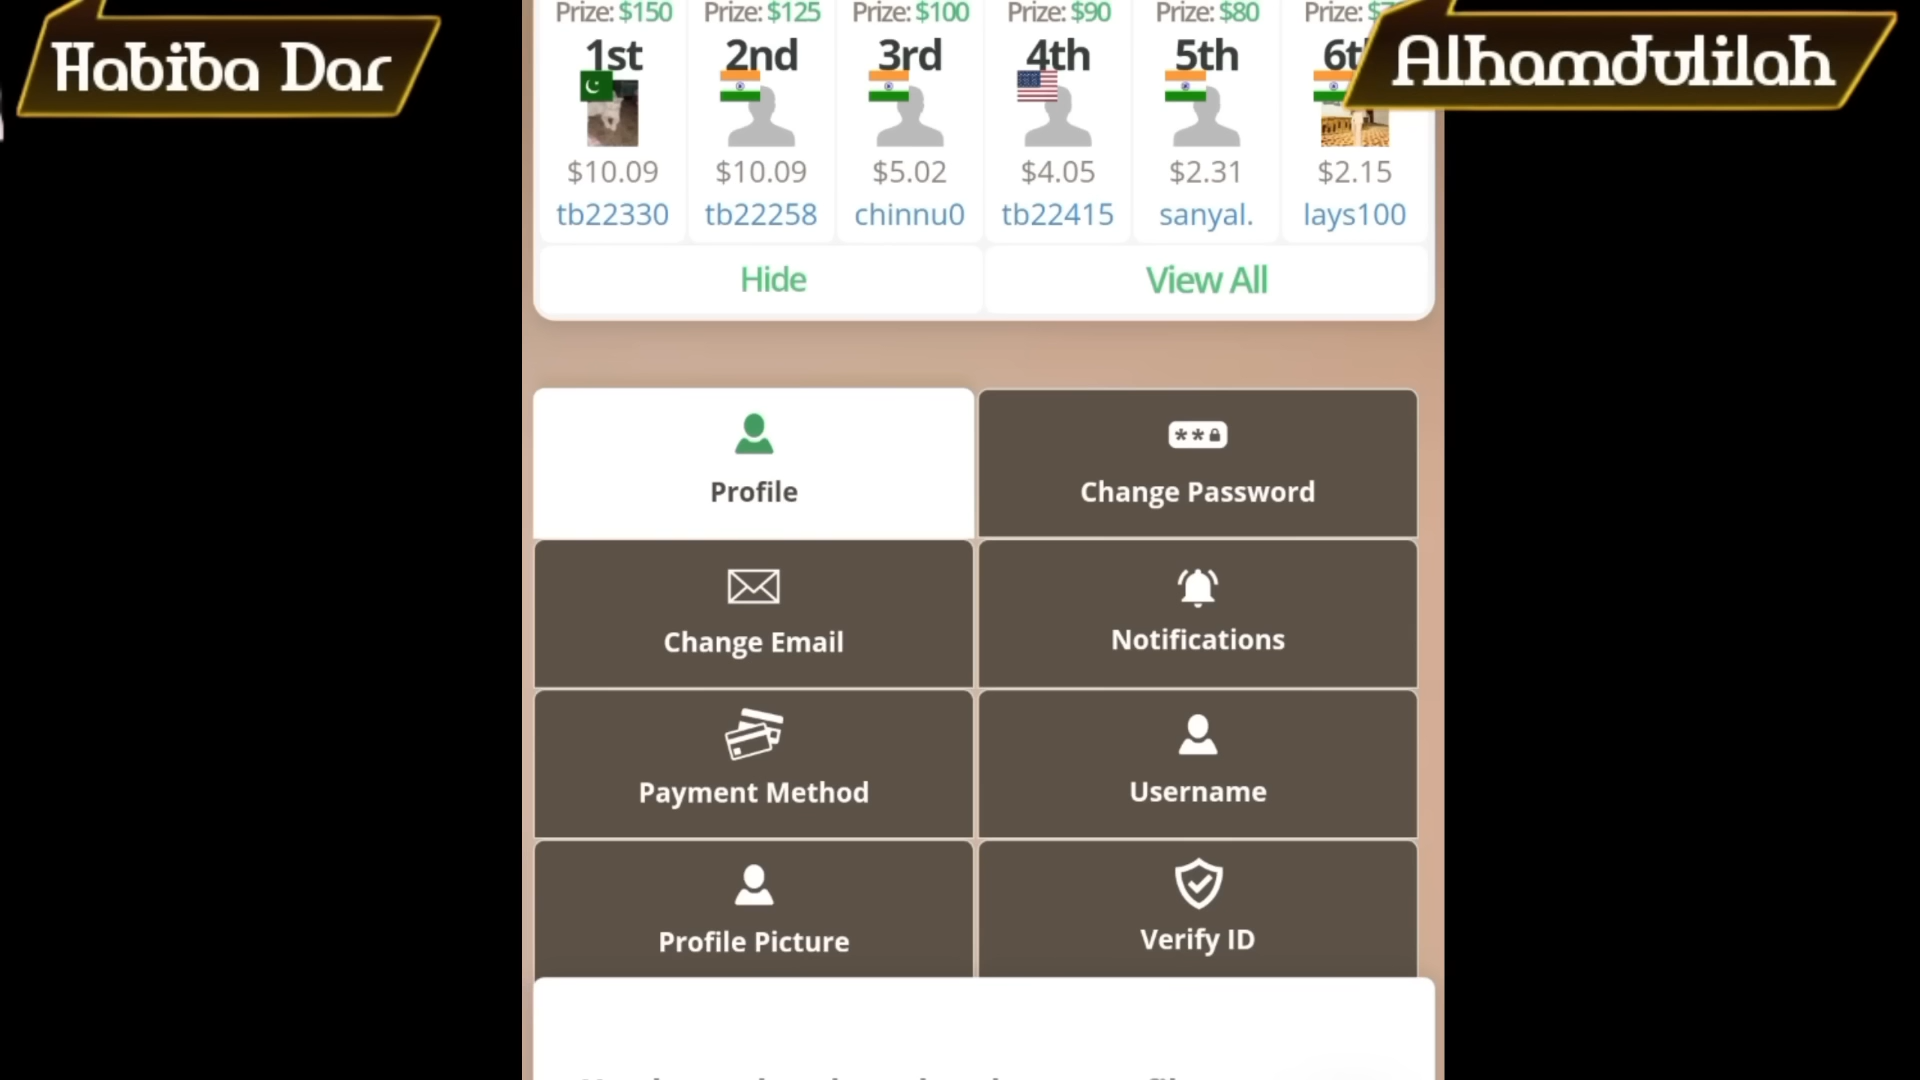 Habiba Dar
Alhamdulilah
Prize: $150 Prize: $125 Prize: $100 Prize: $90 Prize: $80 Prize:
1st 2nd 3rd 4th 5th
$10.09 $10.09 $5.02 $4.05 $2.31 $2.15
tb22330 tb22258 chinnu0 tb22415 sanyal. lays100
Hide View All
Profile Change Password
Change Email Notifications
Payment Method Username
Profile Picture Verify ID